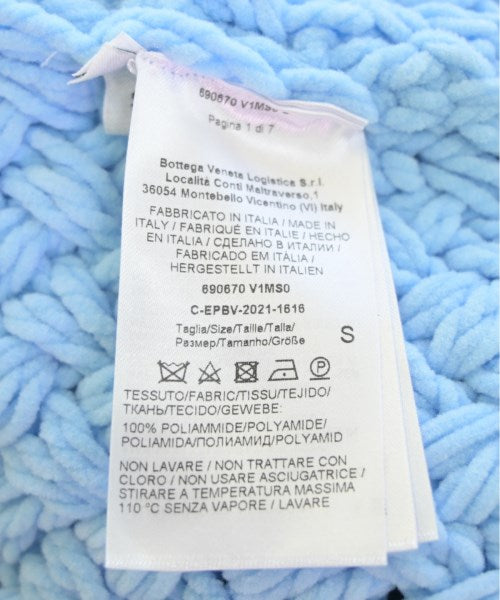 690670 V1MS0
Pagina 1 di 7
Bottega Veneta Logistica S.r.l.
Località Conti Maltraverso,1
36054 Montebello Vicentino (VI) Italy
FABBRICATO IN ITALIA / MADE IN
ITALY / FABRIQUÉ EN ITALIE / HECHO
EN ITALIA / СДЕЛАНО В ИТАЛИИ /
FABRICADO EM ITÁLIA /
HERGESTELLT IN ITALIEN
690670 V1MS0
C-EPBV-2021-1616
Taglia/Size/Taille/Talla/
Размер/Tamanho/Größe S
TESSUTO/FABRIC/TISSU/TEJIDO/
ТКАНЬ/TECIDO/GEWEBE:
100% POLIAMMIDE/POLYAMIDE/
POLIAMIDA/ПОЛИАМИД/POLYAMID
NON LAVARE / NON TRATTARE CON
CLORO / NON USARE ASCIUGATRICE /
STIRARE A TEMPERATURA MASSIMA
110 °C SENZA VAPORE / LAVARE